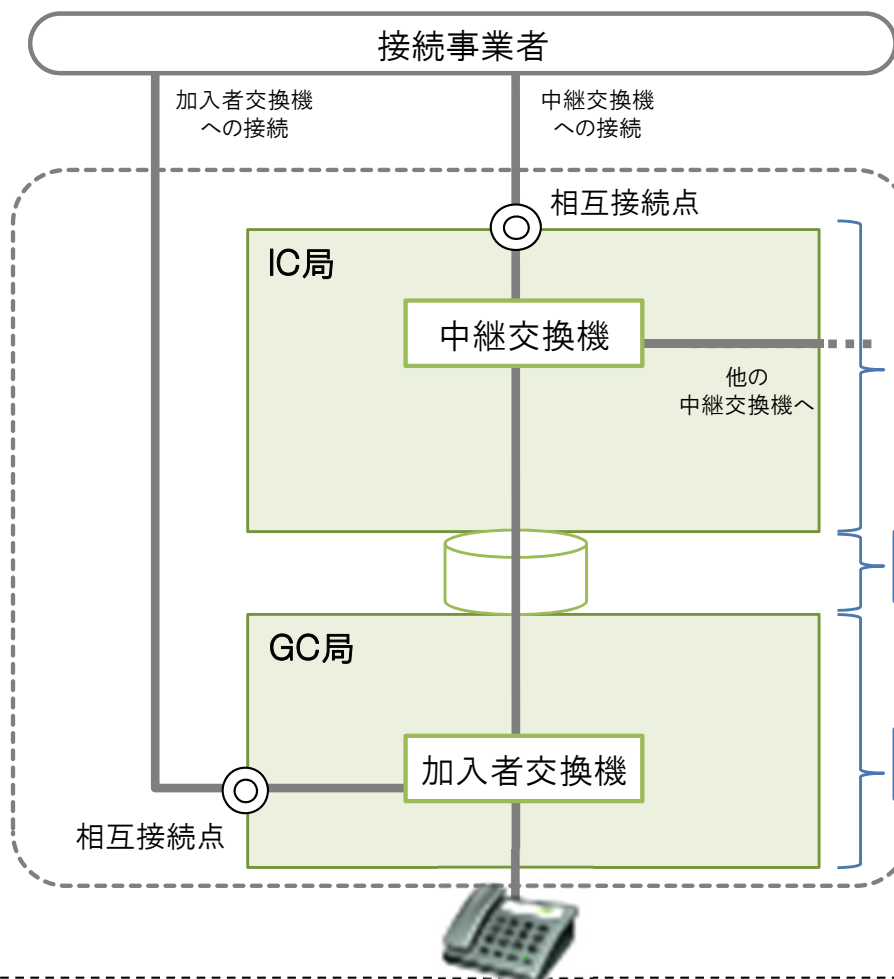 接続事業者
加入者交換機
への接続
中継交換機
への接続
相互接続点
IC局
中継交換機
他の
中継交換機へ
GC局
加入者交換機
相互接続点